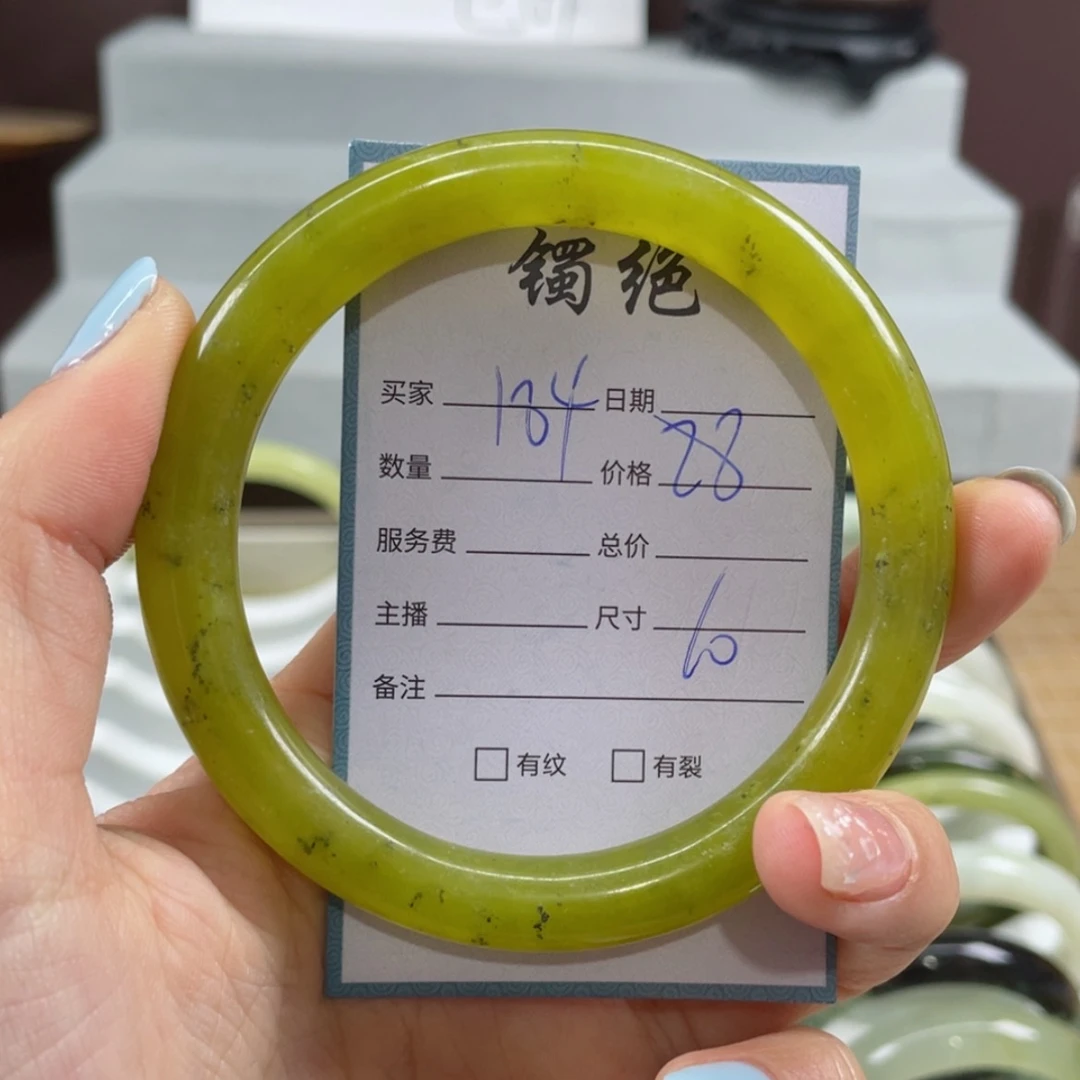 镯绝
买家 184 日期
数量 价格 28
服务费 总价
主播 尺寸 60
备注
□有纹 □有裂